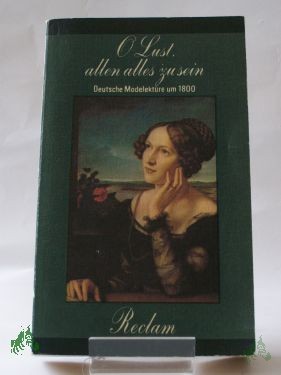 O Lust,
allen alles zu sein
Deutsche Modelektüre um 1800
Reclam